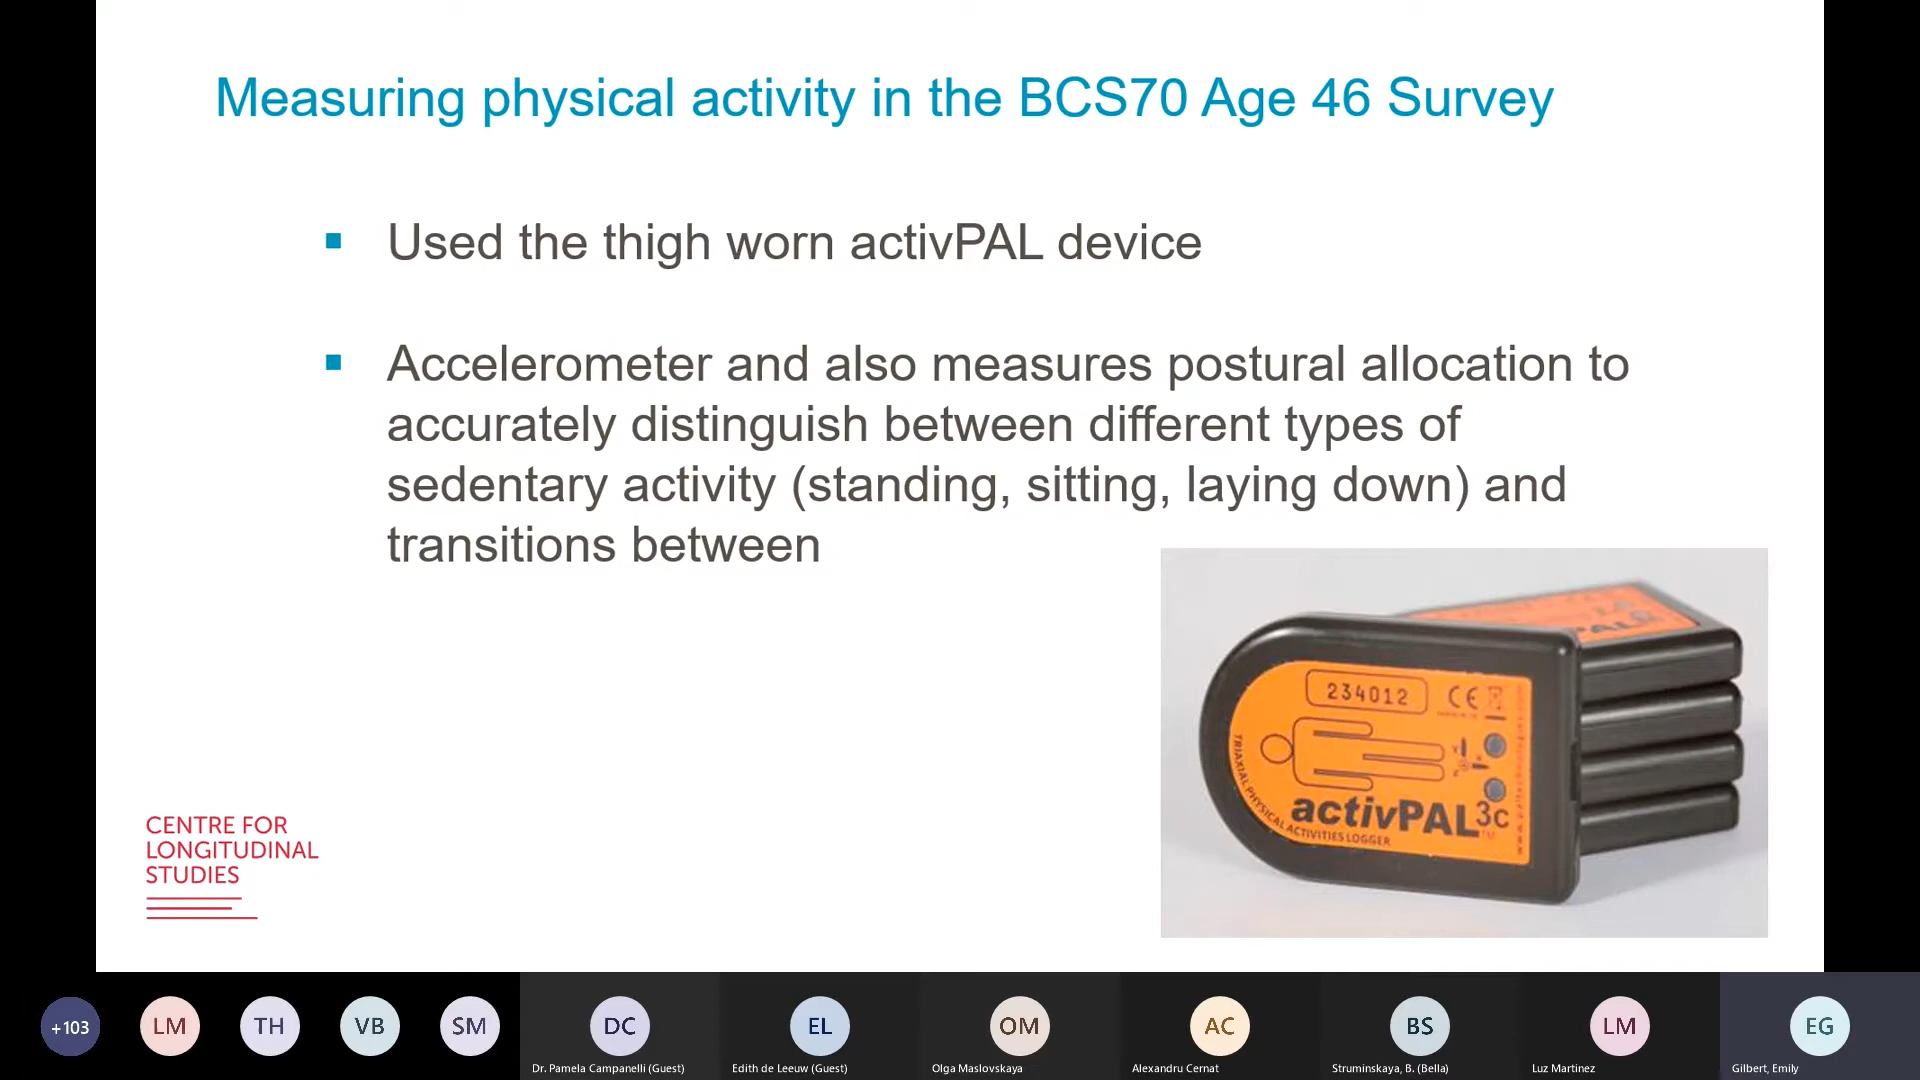 Measuring physical activity in the BCS70 Age 46 Survey
Used the thigh worn activPAL device
Accelerometer and also measures postural allocation to
accurately distinguish between different types of
sedentary activity (standing, sitting, laying down) and
transitions between
234012
CE
TRIAXIAL PHYSICAL ACTIVITIES LOGGER
activPAL3c
TM
CENTRE FOR
LONGITUDINAL
STUDIES
+103
LM
TH
VB
SM
DC
EL
OM
AC
BS
LM
EG
Dr. Pamela Campanelli (Guest)
Edith de Leeuw (Guest)
Olga Maslovskaya
Alexandru Cernat
Struminskaya, B. (Bella)
Luz Martinez
Gilbert, Emily